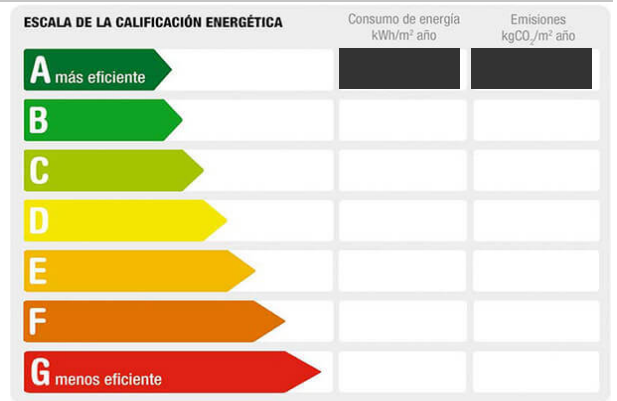 ESCALA DE LA CALIFICACIÓN ENERGÉTICA
Consumo de energía
kWh/m² año
Emisiones
kgCO₂/m² año
A más eficiente
B
C
D
E
F
G menos eficiente